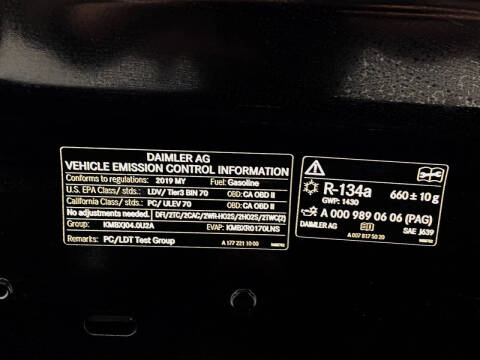 DAIMLER AG
VEHICLE EMISSION CONTROL INFORMATION
Conforms to regulations: 2019 MY Fuel: Gasoline
U.S. EPA Class/ stds.: LDV/ Tier3 BIN 70 OBD: CA OBD II
California Class/ stds.: PC/ ULEV 70 OBD: CA OBD II
No adjustments needed. DFI/2TC/2CAC/2WR-HO2S/2HO2S/2TWC(2)
Group: KMBXJ04.0U2A EVAP: KMBXR0170LNS
Remarks: PC/LDT Test Group
A 177 221 10 00
R-134a 660 ± 10 g
GWP: 1430
A 000 989 06 06 (PAG)
DAIMLER AG SAE J639
A 007 817 50 20